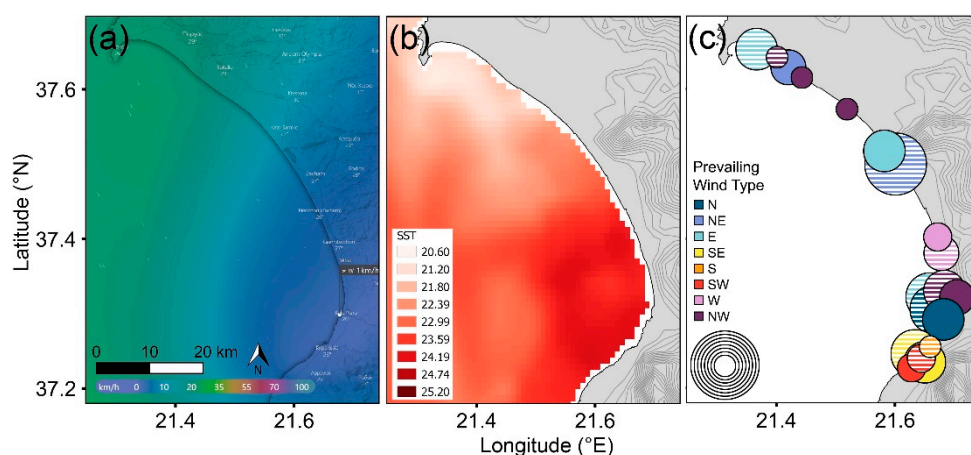 (a)
(b)
(c)
Latitude (°N)
37.6
37.4
37.2
Zacharo
1km/h
0 10 20 km
N
km/h 0 10 20 35 55 70 100
SST
20.60
21.20
21.80
22.39
22.99
23.59
24.19
24.74
25.20
Prevailing
Wind Type
N
NE
E
SE
S
SW
W
NW
21.4 21.6
21.4 21.6
21.4 21.6
Longitude (°E)